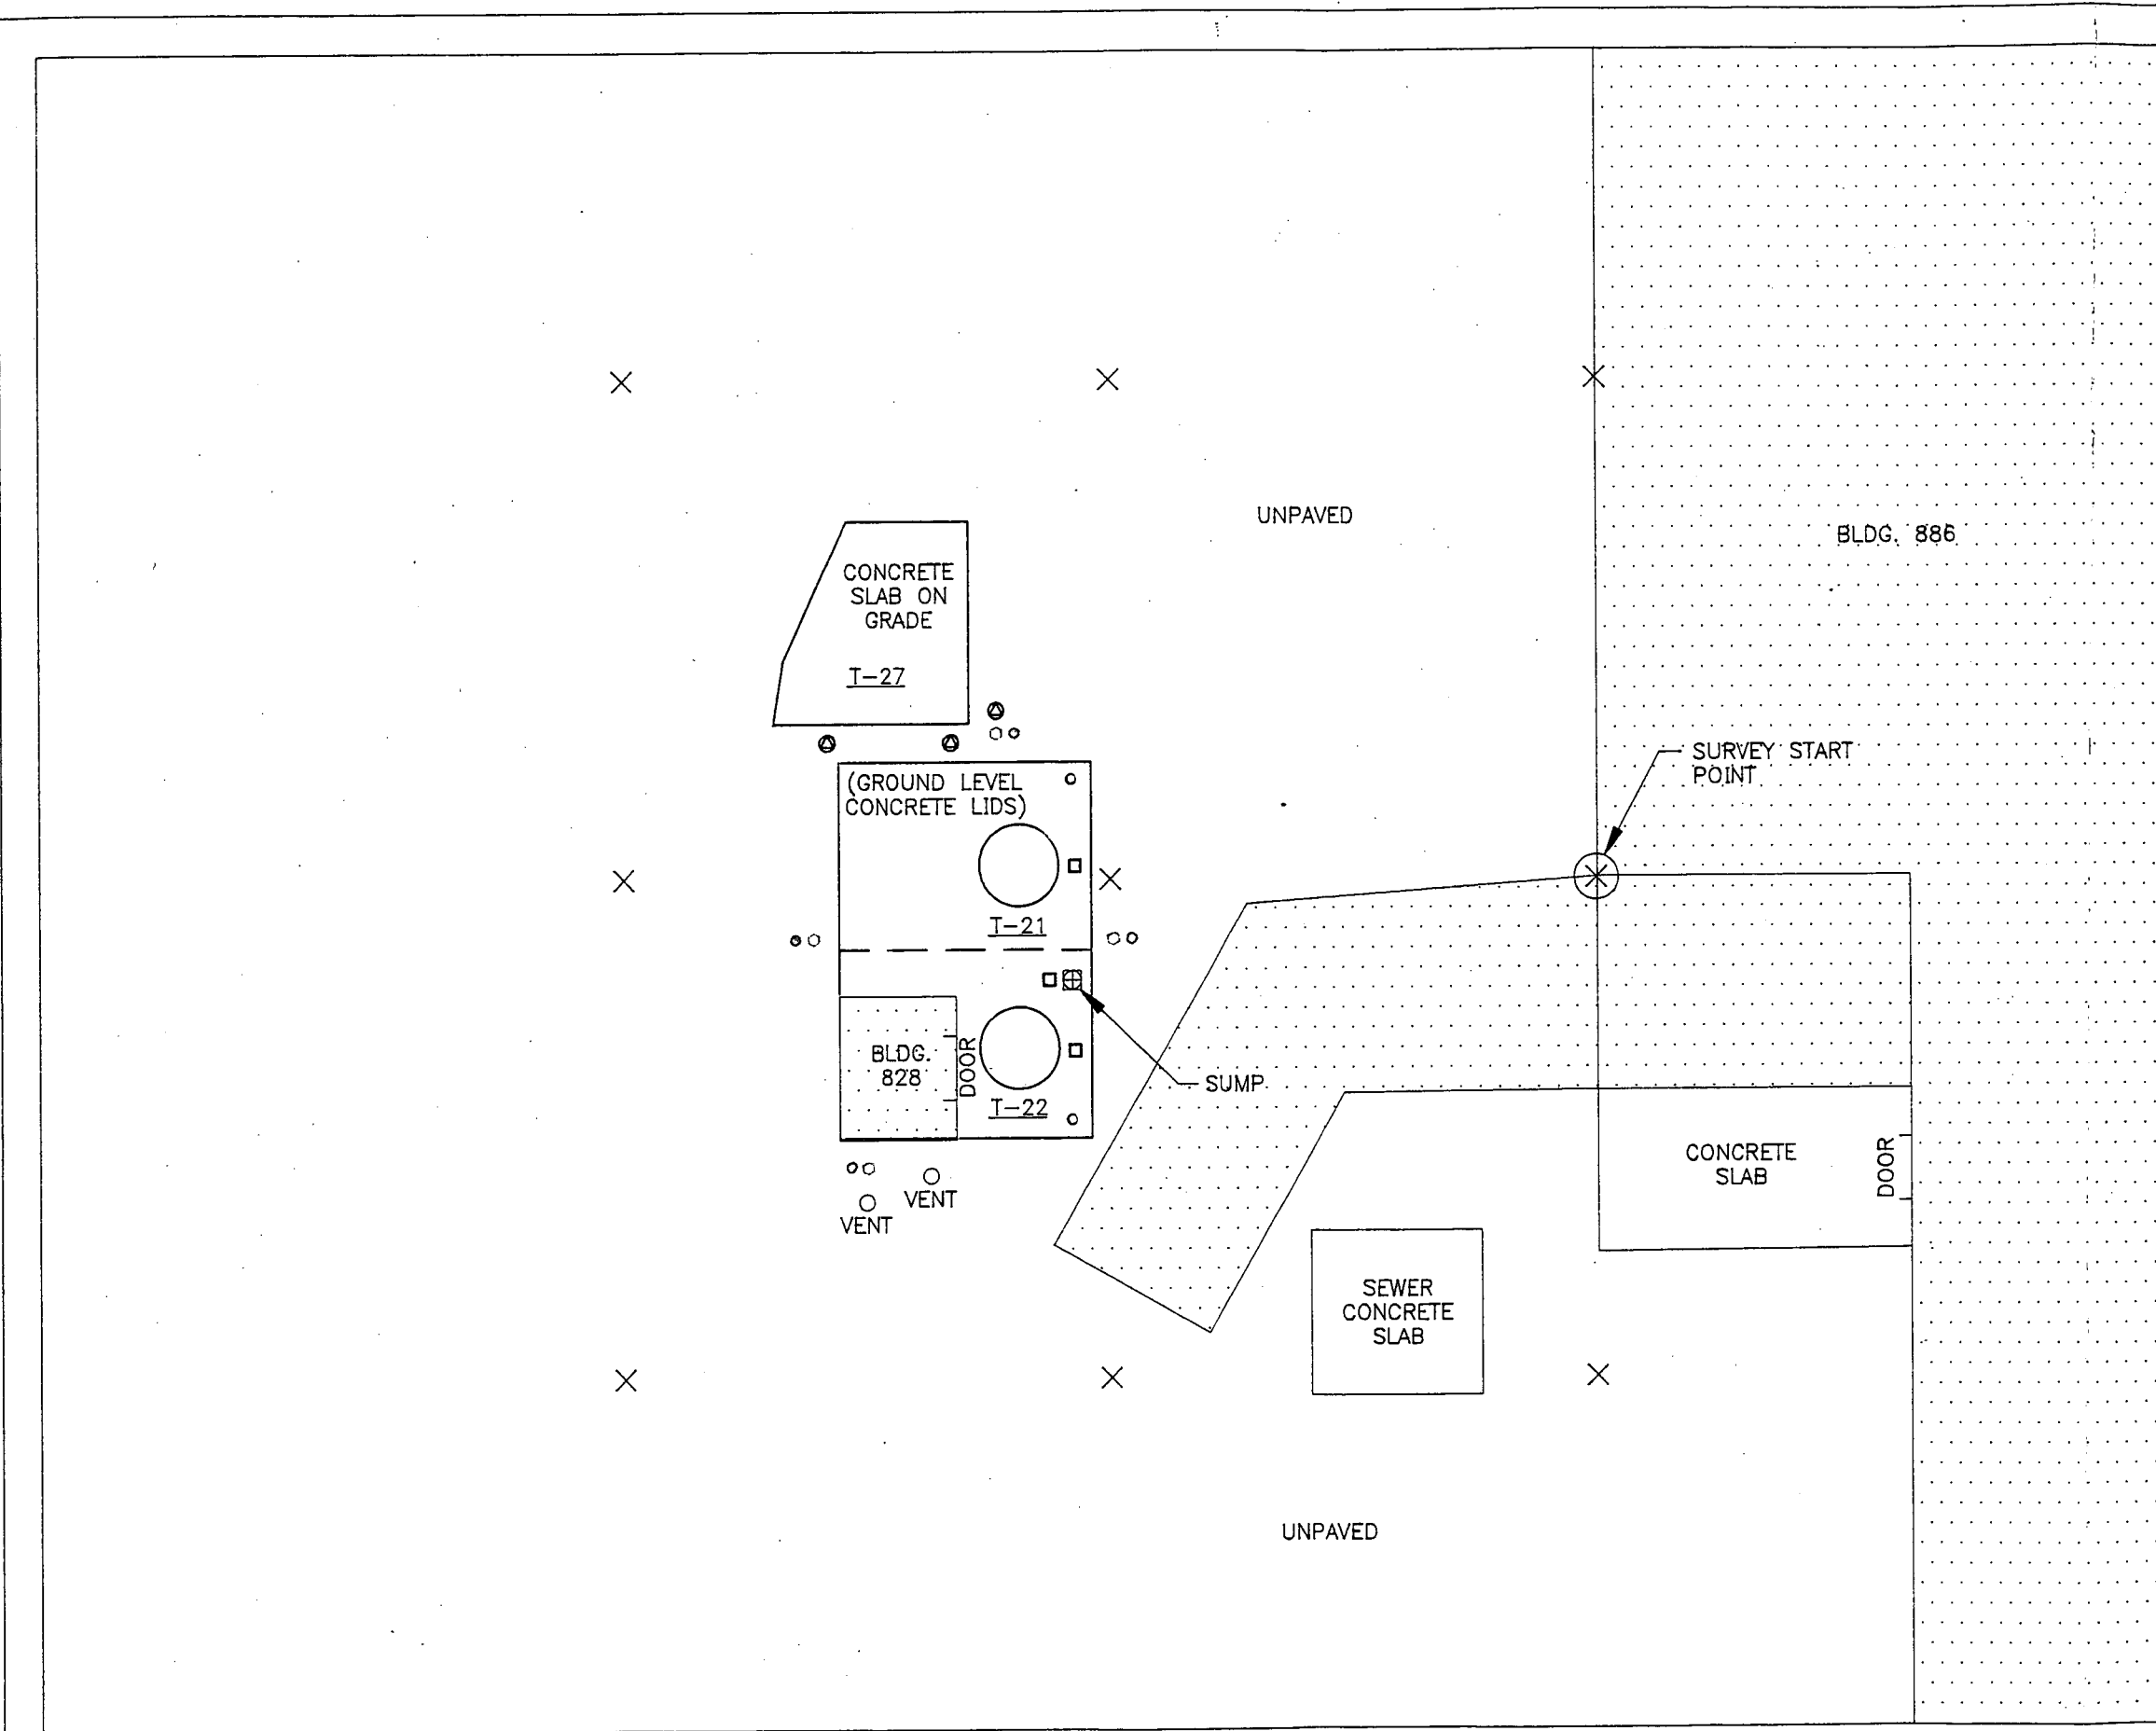 UNPAVED
BLDG. 886
CONCRETE
SLAB ON
GRADE
T-27
SURVEY START
POINT
(GROUND LEVEL
CONCRETE LIDS)
T-21
BLDG.
828
DOOR
T-22
SUMP
VENT
VENT
CONCRETE
SLAB
DOOR
SEWER
CONCRETE
SLAB
UNPAVED